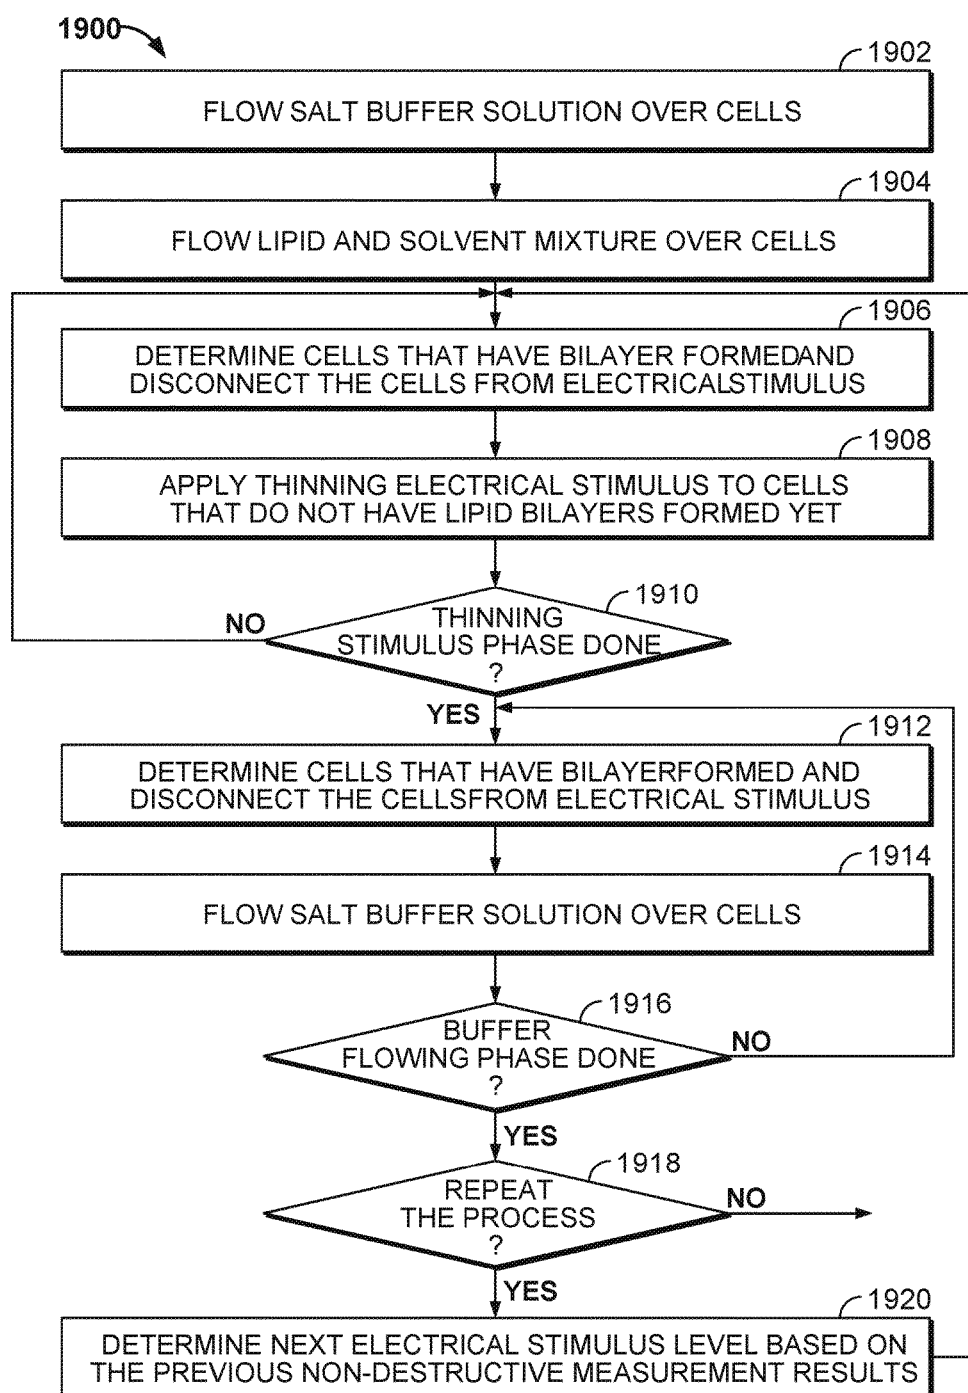 1900
1902
FLOW SALT BUFFER SOLUTION OVER CELLS
1904
FLOW LIPID AND SOLVENT MIXTURE OVER CELLS
1906
DETERMINE CELLS THAT HAVE BILAYER FORMEDAND
DISCONNECT THE CELLS FROM ELECTRICALSTIMULUS
1908
APPLY THINNING ELECTRICAL STIMULUS TO CELLS
THAT DO NOT HAVE LIPID BILAYERS FORMED YET
1910
NO
THINNING
STIMULUS PHASE DONE
?
YES
1912
DETERMINE CELLS THAT HAVE BILAYERFORMED AND
DISCONNECT THE CELLSFROM ELECTRICAL STIMULUS
1914
FLOW SALT BUFFER SOLUTION OVER CELLS
1916
BUFFER
FLOWING PHASE DONE
?
NO
YES
1918
REPEAT
THE PROCESS
?
NO
YES
1920
DETERMINE NEXT ELECTRICAL STIMULUS LEVEL BASED ON
THE PREVIOUS NON-DESTRUCTIVE MEASUREMENT RESULTS